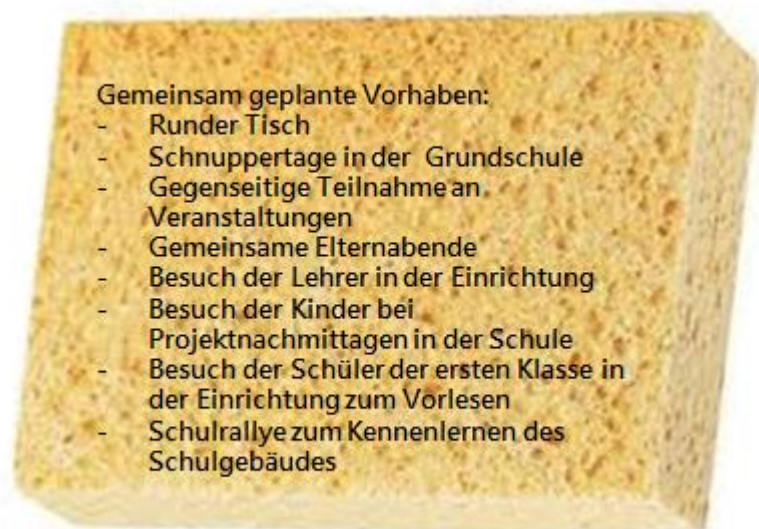 Gemeinsam geplante Vorhaben:
- Runder Tisch
- Schnuppertage in der Grundschule
- Gegenseitige Teilnahme an
Veranstaltungen
- Gemeinsame Elternabende
- Besuch der Lehrer in der Einrichtung
- Besuch der Kinder bei
Projektnachmittagen in der Schule
- Besuch der Schüler der ersten Klasse in
der Einrichtung zum Vorlesen
- Schulrallye zum Kennenlernen des
Schulgebäudes